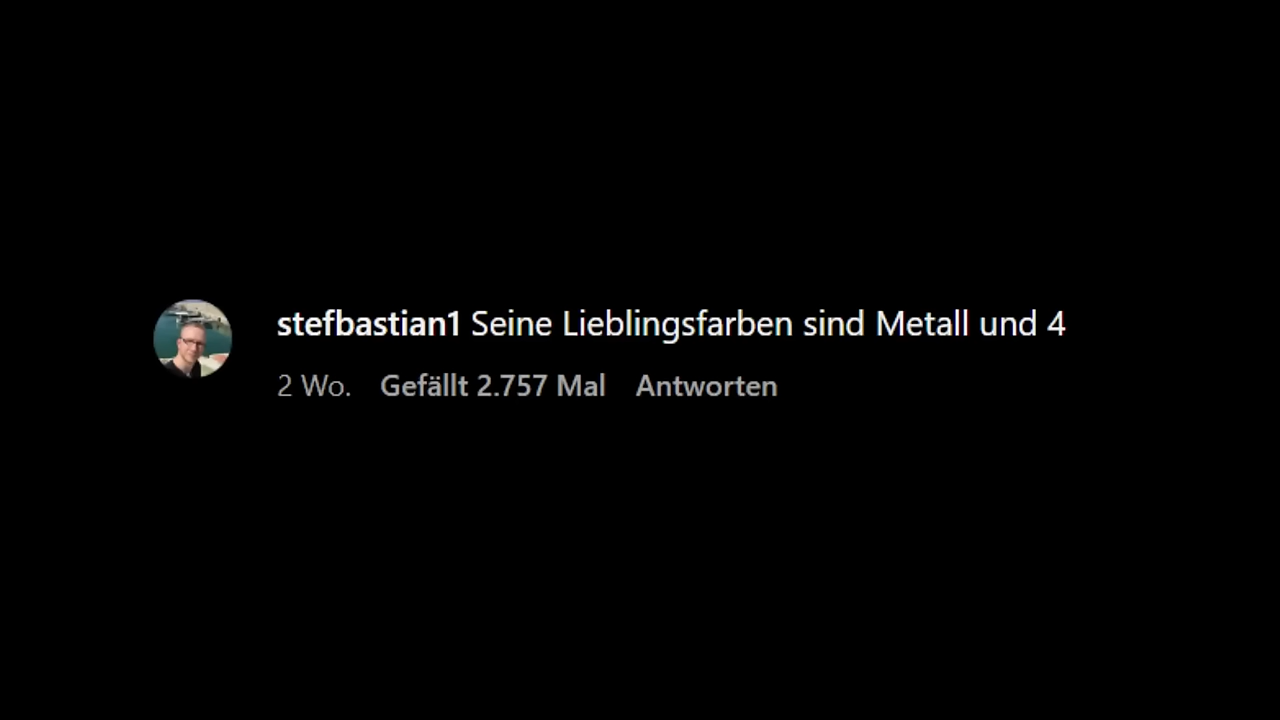 stefbastian1 Seine Lieblingsfarben sind Metall und 4
2 Wo. Gefällt 2.757 Mal Antworten